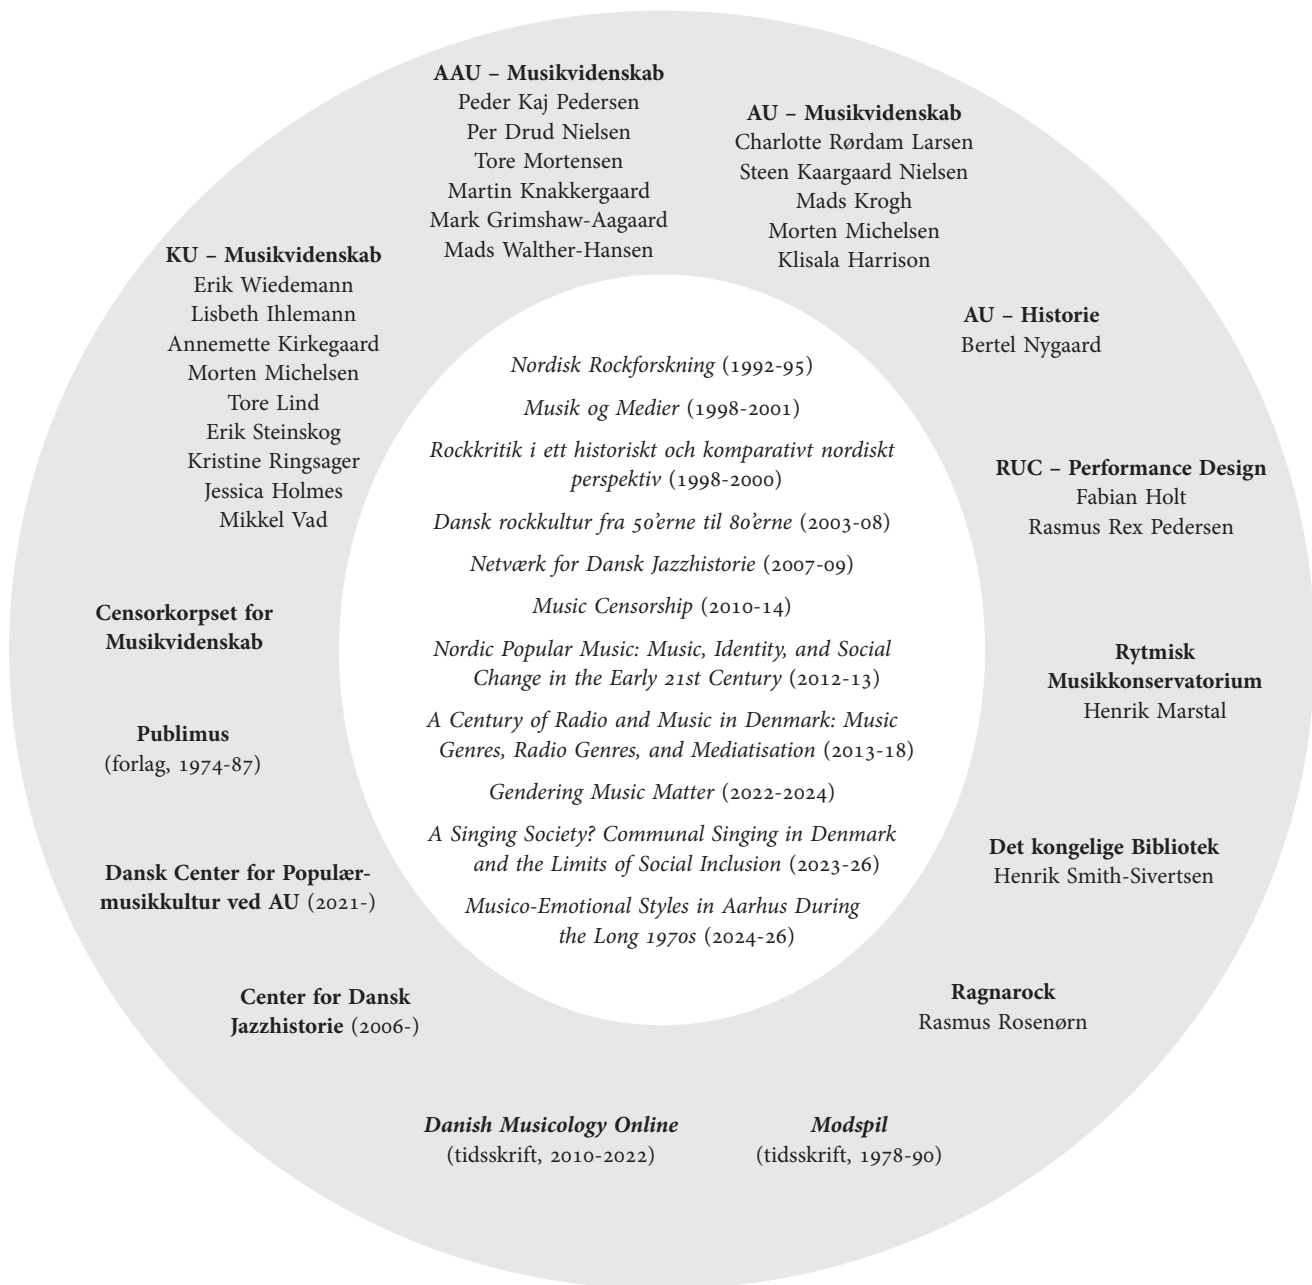 AAU – Musikvidenskab
Peder Kaj Pedersen
Per Drud Nielsen
Tore Mortensen
Martin Knakkergaard
Mark Grimshaw-Aagaard
Mads Walther-Hansen
AU – Musikvidenskab
Charlotte Rørdam Larsen
Steen Kaargaard Nielsen
Mads Krogh
Morten Michelsen
Klisala Harrison
KU – Musikvidenskab
Erik Wiedemann
Lisbeth Ihlemann
Annemette Kirkegaard
Morten Michelsen
Tore Lind
Erik Steinskog
Kristine Ringsager
Jessica Holmes
Mikkel Vad
AU – Historie
Bertel Nygaard
Nordisk Rockforskning (1992-95)
Musik og Medier (1998-2001)
Rockkritik i ett historiskt och komparativt nordiskt
perspektiv (1998-2000)
Dansk rockkultur fra 50'erne til 80'erne (2003-08)
Netværk for Dansk Jazzhistorie (2007-09)
Music Censorship (2010-14)
Nordic Popular Music: Music, Identity, and Social
Change in the Early 21st Century (2012-13)
A Century of Radio and Music in Denmark: Music
Genres, Radio Genres, and Mediatisation (2013-18)
Gendering Music Matter (2022-2024)
A Singing Society? Communal Singing in Denmark
and the Limits of Social Inclusion (2023-26)
Musico-Emotional Styles in Aarhus During
the Long 1970s (2024-26)
RUC – Performance Design
Fabian Holt
Rasmus Rex Pedersen
Censorkorpset for
Musikvidenskab
Rytmisk
Musikkonservatorium
Henrik Marstal
Publimus
(forlag, 1974-87)
Det kongelige Bibliotek
Henrik Smith-Sivertsen
Dansk Center for Populær-
musikkultur ved AU (2021-)
Center for Dansk
Jazzhistorie (2006-)
Ragnarock
Rasmus Rosenørn
Danish Musicology Online
(tidsskrift, 2010-2022)
Modspil
(tidsskrift, 1978-90)